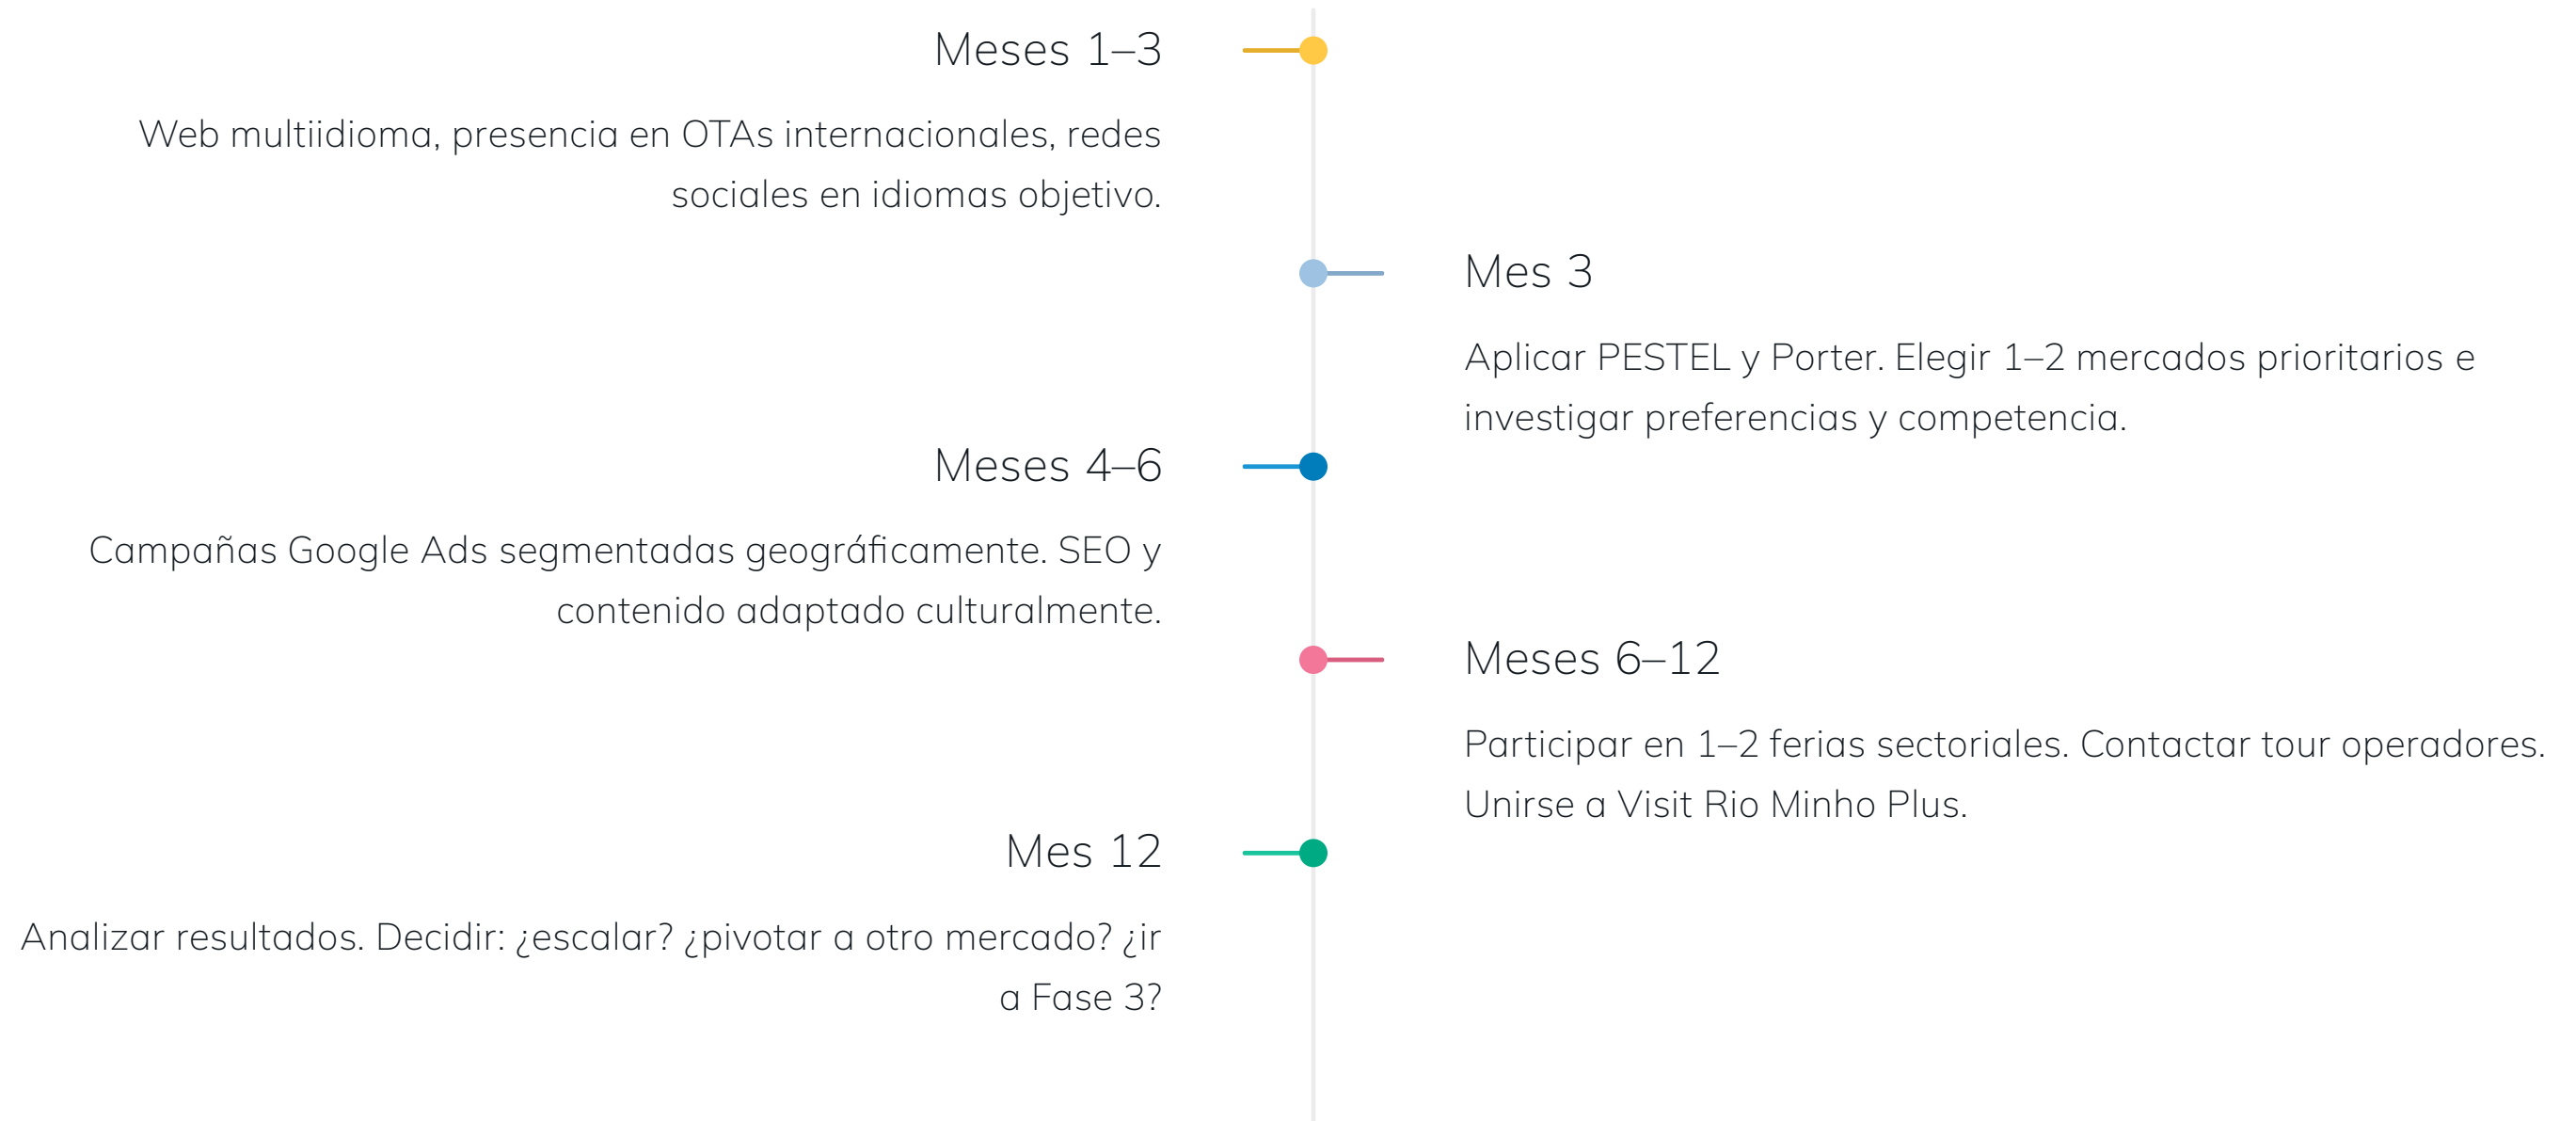 Meses 1–3
Web multiidioma, presencia en OTAs internacionales, redes
sociales en idiomas objetivo.
Mes 3
Aplicar PESTEL y Porter. Elegir 1–2 mercados prioritarios e
investigar preferencias y competencia.
Meses 4–6
Campañas Google Ads segmentadas geográficamente. SEO y
contenido adaptado culturalmente.
Meses 6–12
Participar en 1–2 ferias sectoriales. Contactar tour operadores.
Unirse a Visit Rio Minho Plus.
Mes 12
Analizar resultados. Decidir: ¿escalar? ¿pivotar a otro mercado? ¿ir
a Fase 3?